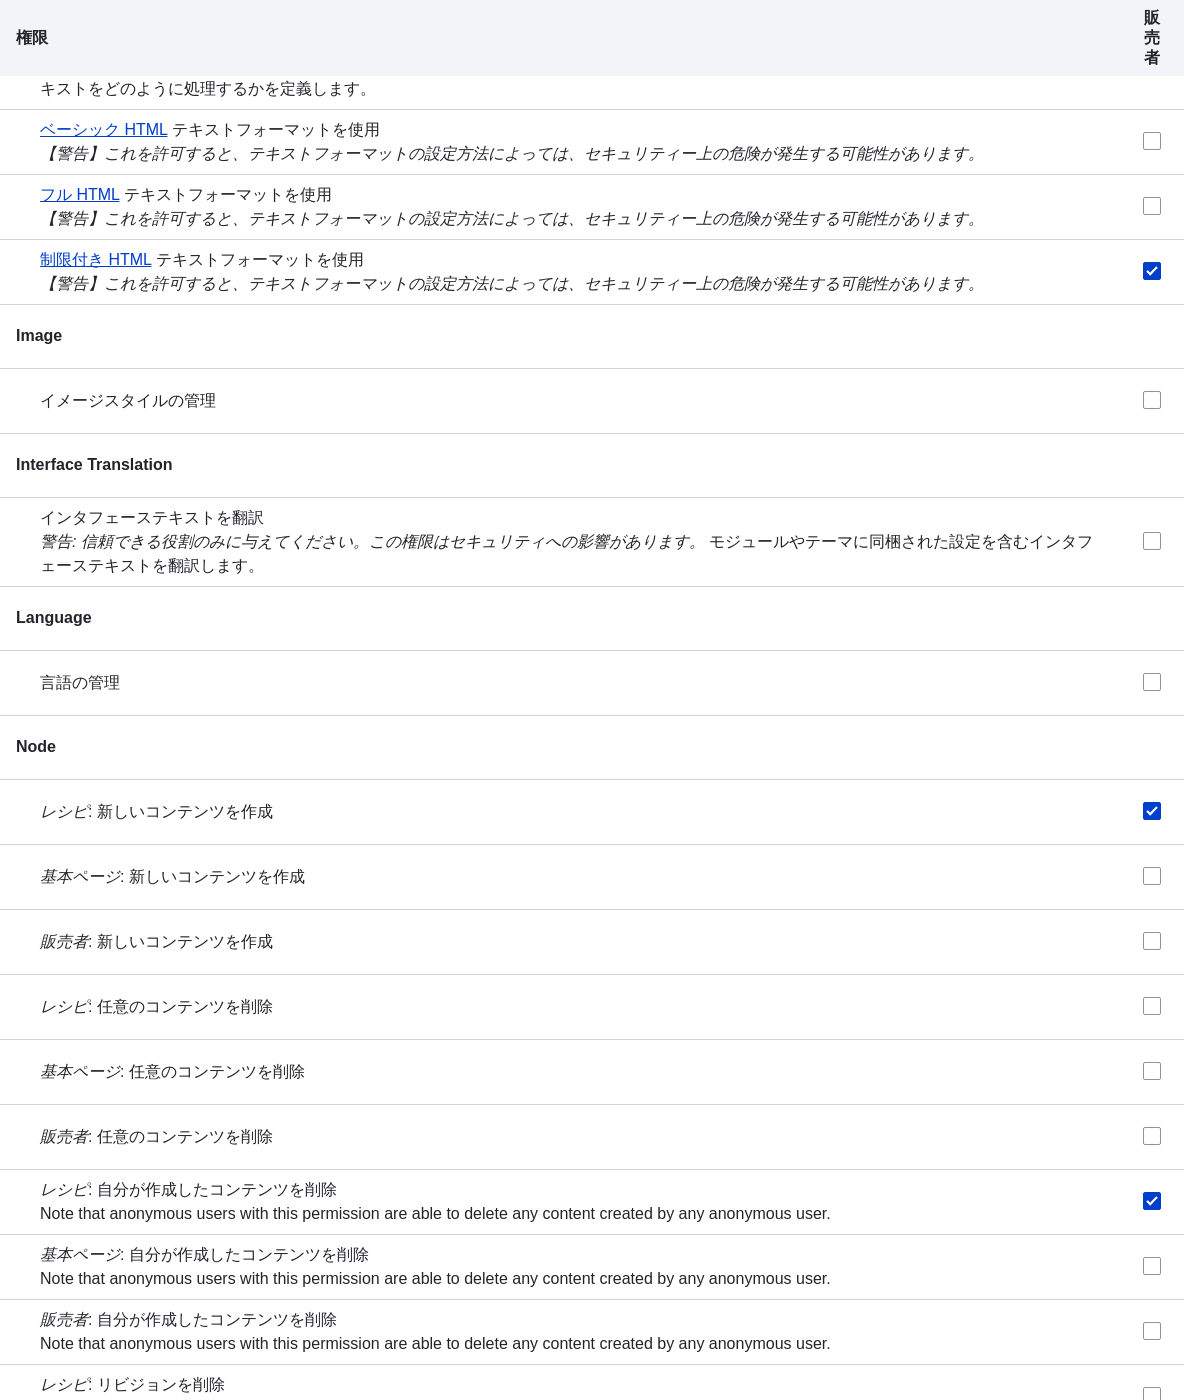 権限
販
売
者
キストをどのように処理するかを定義します。
ベーシック HTML テキストフォーマットを使用
【警告】これを許可すると、テキストフォーマットの設定方法によっては、セキュリティー上の危険が発生する可能性があります。
フル HTML テキストフォーマットを使用
【警告】これを許可すると、テキストフォーマットの設定方法によっては、セキュリティー上の危険が発生する可能性があります。
制限付き HTML テキストフォーマットを使用
【警告】これを許可すると、テキストフォーマットの設定方法によっては、セキュリティー上の危険が発生する可能性があります。
Image
イメージスタイルの管理
Interface Translation
インタフェーステキストを翻訳
警告: 信頼できる役割のみに与えてください。この権限はセキュリティへの影響があります。 モジュールやテーマに同梱された設定を含むインタフ
ェーステキストを翻訳します。
Language
言語の管理
Node
レシピ: 新しいコンテンツを作成
基本ページ: 新しいコンテンツを作成
販売者: 新しいコンテンツを作成
レシピ: 任意のコンテンツを削除
基本ページ: 任意のコンテンツを削除
販売者: 任意のコンテンツを削除
レシピ: 自分が作成したコンテンツを削除
Note that anonymous users with this permission are able to delete any content created by any anonymous user.
基本ページ: 自分が作成したコンテンツを削除
Note that anonymous users with this permission are able to delete any content created by any anonymous user.
販売者: 自分が作成したコンテンツを削除
Note that anonymous users with this permission are able to delete any content created by any anonymous user.
レシピ: リビジョンを削除